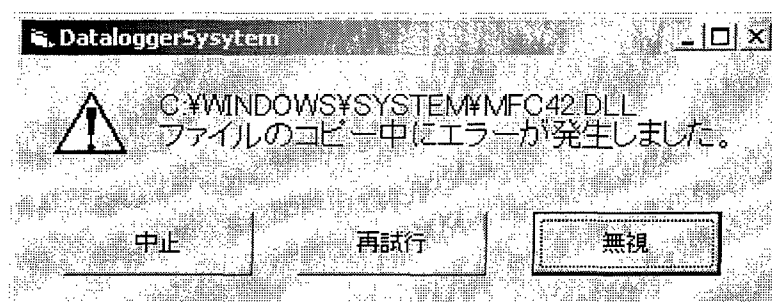 DataloggerSysytem
C:¥WINDOWS¥SYSTEM¥MFC42.DLL
ファイルのコピー中にエラーが発生しました。
中止 再試行 無視